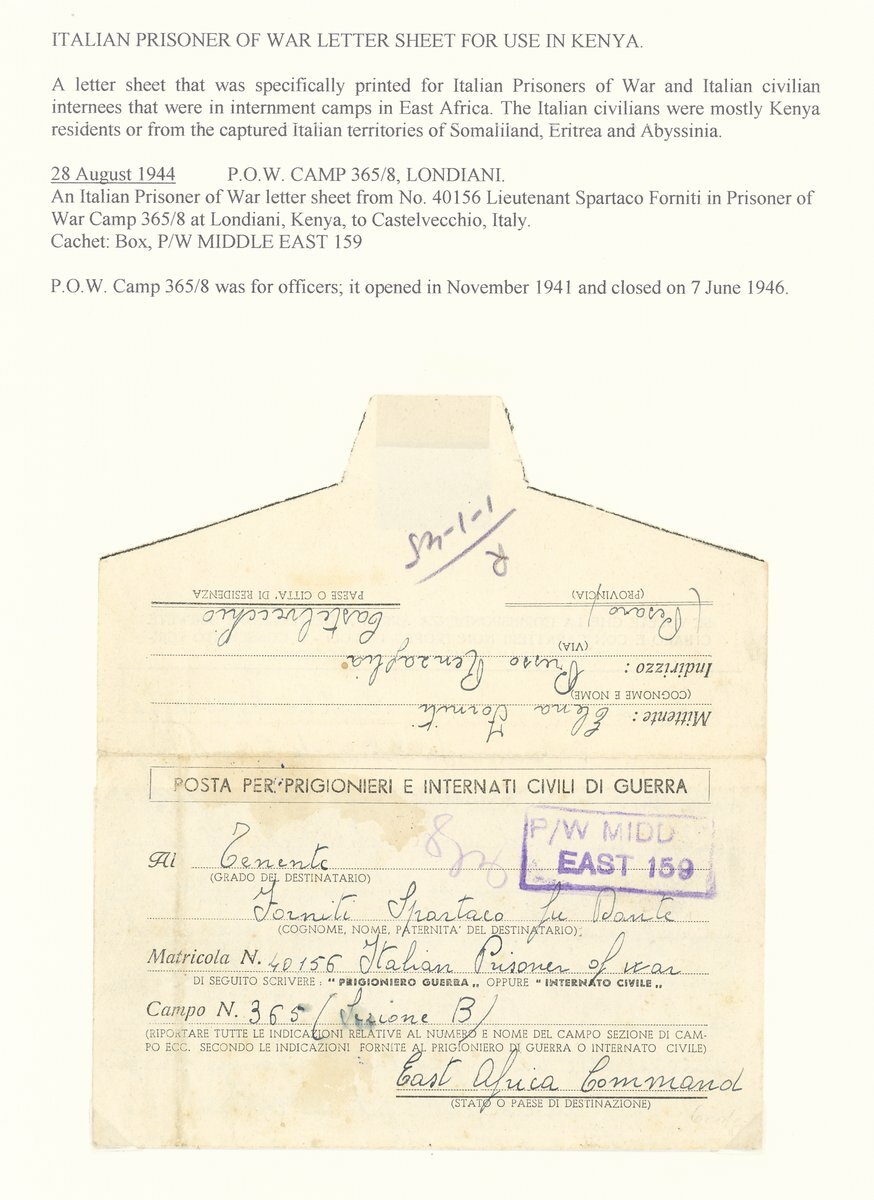 ITALIAN PRISONER OF WAR LETTER SHEET FOR USE IN KENYA.
A letter sheet that was specifically printed for Italian Prisoners of War and Italian civilian
internees that were in internment camps in East Africa. The Italian civilians were mostly Kenya
residents or from the captured Italian territories of Somaliland, Eritrea and Abyssinia.
28 August 1944 P.O.W. CAMP 365/8, LONDIANI.
An Italian Prisoner of War letter sheet from No. 40156 Lieutenant Spartaco Forniti in Prisoner of
War Camp 365/8 at Londiani, Kenya, to Castelvecchio, Italy.
Cachet: Box, P/W MIDDLE EAST 159
P.O.W. Camp 365/8 was for officers; it opened in November 1941 and closed on 7 June 1946.
R
Mittente: Elena Forniti
(COGNOME E NOME)
Indirizzo: Presso Renzaglia
(VIA)
Castelvecchio (Pesaro)
PAESE O CITTA, DI RESIDENZA (PROVINCIA)
POSTA PER PRIGIONIERI E INTERNATI CIVILI DI GUERRA
P/W MIDD
EAST 159
Al Tenente
(GRADO DEL DESTINATARIO)
Forniti Spartaco fu Dante
(COGNOME, NOME, PATERNITA' DEL DESTINATARIO)
Matricola N. 40156 Italian Prisoner of war
DI SEGUITO SCRIVERE: "PRIGIONIERO GUERRA„ OPPURE "INTERNATO CIVILE„
Campo N. 365 (Sezione B)
(RIPORTARE TUTTE LE INDICAZIONI RELATIVE AL NUMERO E NOME DEL CAMPO SEZIONE DI CAM-
PO ECC. SECONDO LE INDICAZIONI FORNITE AL PRIGIONIERO DI GUERRA O INTERNATO CIVILE)
East Africa Command
(STATO O PAESE DI DESTINAZIONE)